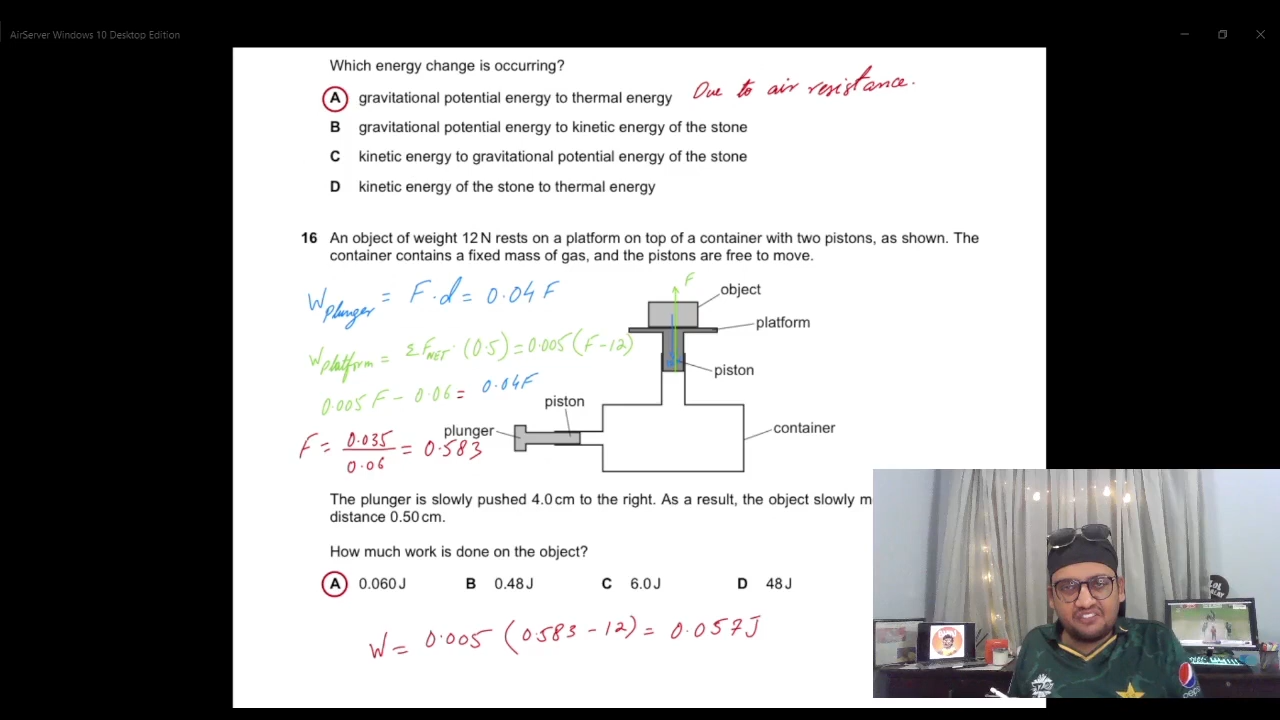 AirServer Windows 10 Desktop Edition
Which energy change is occurring?
A gravitational potential energy to thermal energy Due to air resistance.
B gravitational potential energy to kinetic energy of the stone
C kinetic energy to gravitational potential energy of the stone
D kinetic energy of the stone to thermal energy
16 An object of weight 12 N rests on a platform on top of a container with two pistons, as shown. The
container contains a fixed mass of gas, and the pistons are free to move.
F
W plunger = F · d = 0.04 F
object
platform
W platform = Σ F NET · (0.5) = 0.005 (F − 12)
piston
0.005 F − 0.06 = 0.04F
piston
plunger
container
F = 0.035 / 0.06 = 0.583
The plunger is slowly pushed 4.0 cm to the right. As a result, the object slowly m
distance 0.50 cm.
How much work is done on the object?
A 0.060 J B 0.48 J C 6.0 J D 48 J
W = 0.005 (0.583 − 12) = 0.057 J
LOL
pepsi